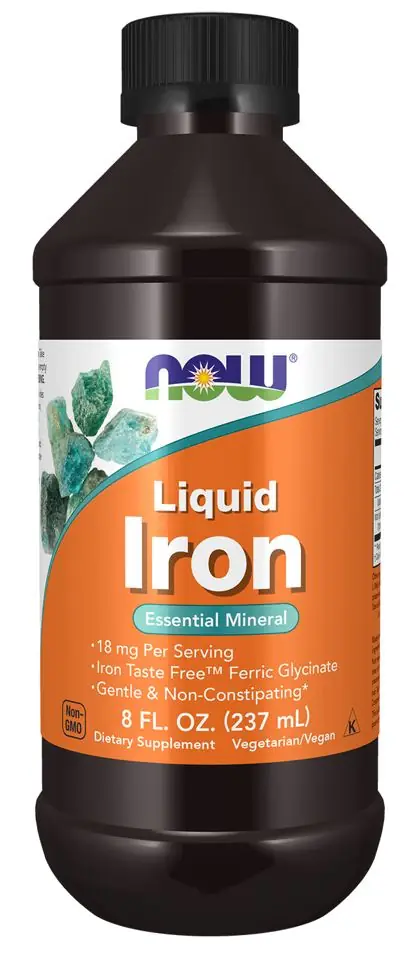 now®
Liquid
Iron
Essential Mineral
•18 mg Per Serving
•Iron Taste Free™ Ferric Glycinate
•Gentle & Non-Constipating*
Non-
GMO
8 FL. OZ. (237 mL)
K
Dietary Supplement Vegetarian/Vegan